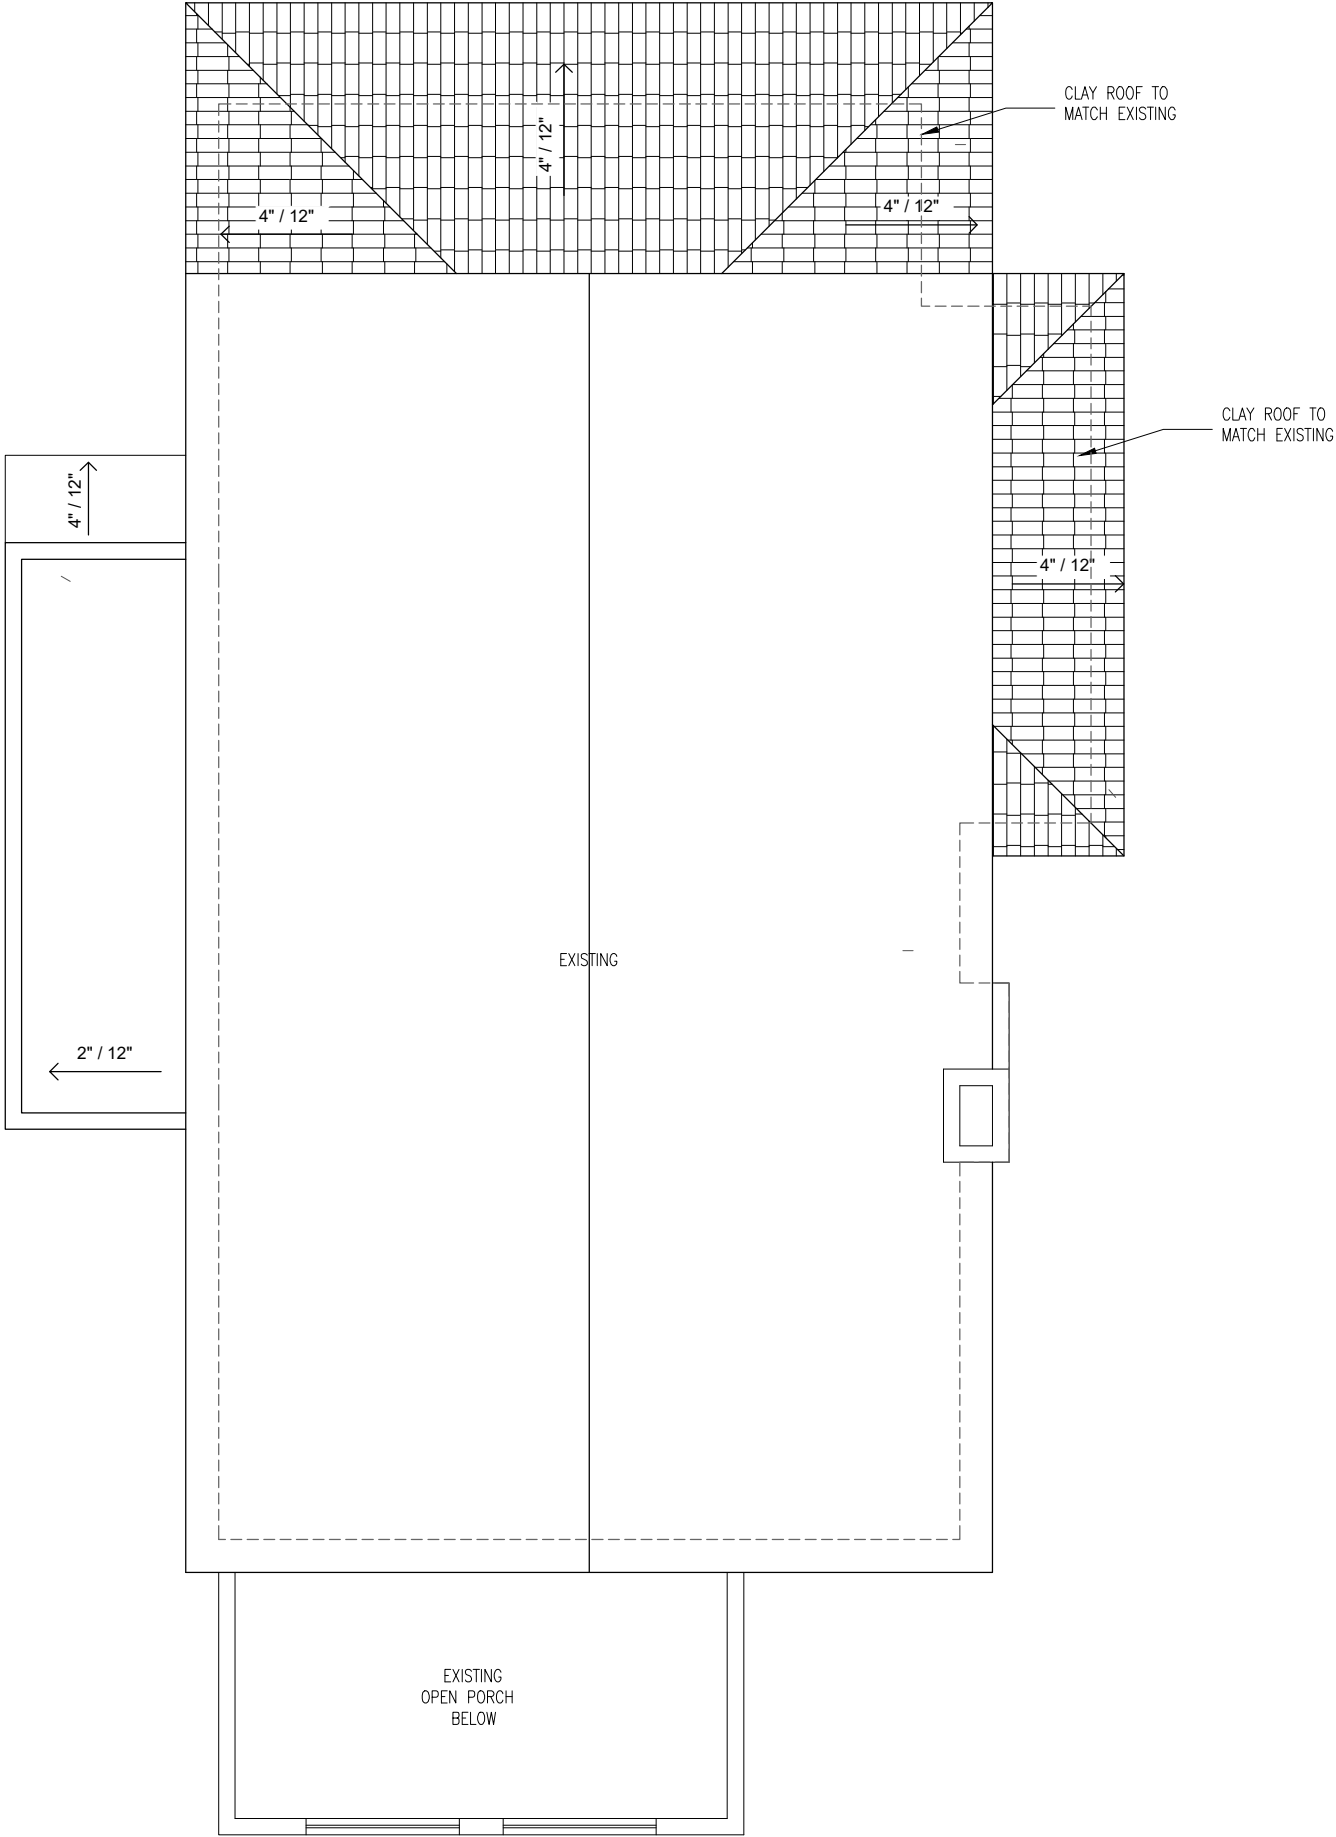 CLAY ROOF TO
MATCH EXISTING
4" / 12"
4" / 12"
4" / 12"
CLAY ROOF TO
MATCH EXISTING
4" / 12"
4" / 12"
EXISTING
2" / 12"
EXISTING
OPEN PORCH
BELOW